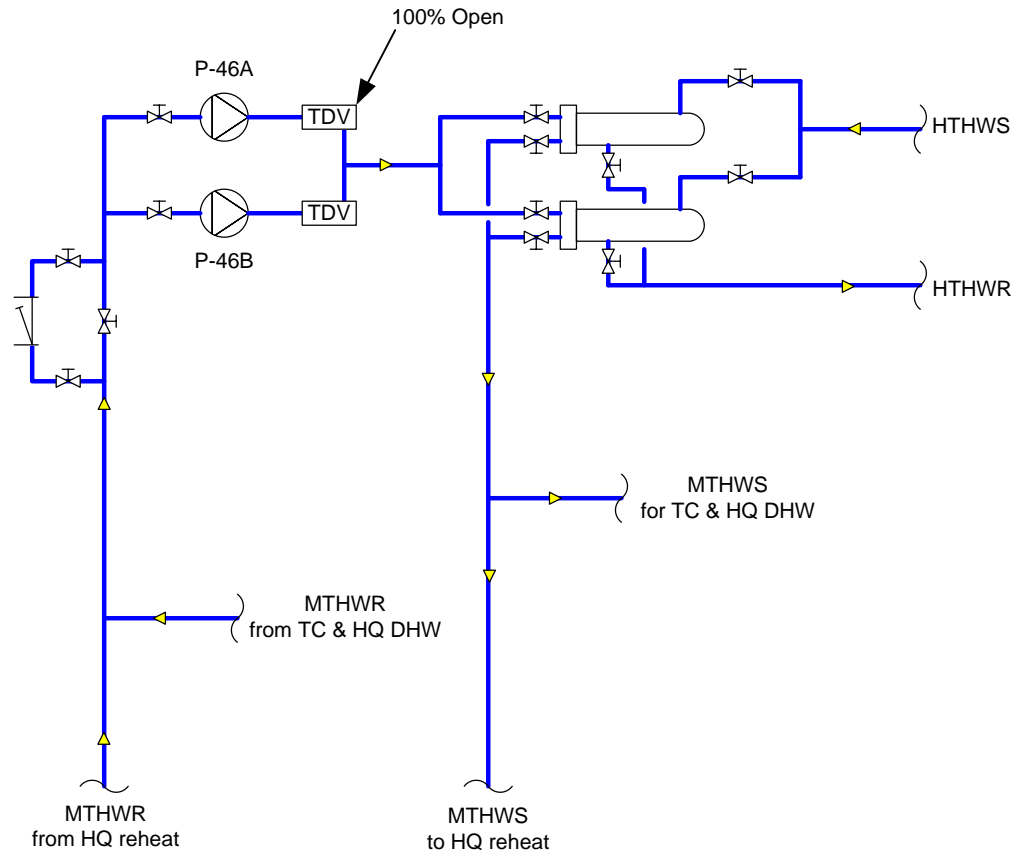 100% Open
P-46A
TDV
HTHWS
TDV
P-46B
HTHWR
MTHWS
for TC & HQ DHW
MTHWR
from TC & HQ DHW
MTHWR
from HQ reheat
MTHWS
to HQ reheat